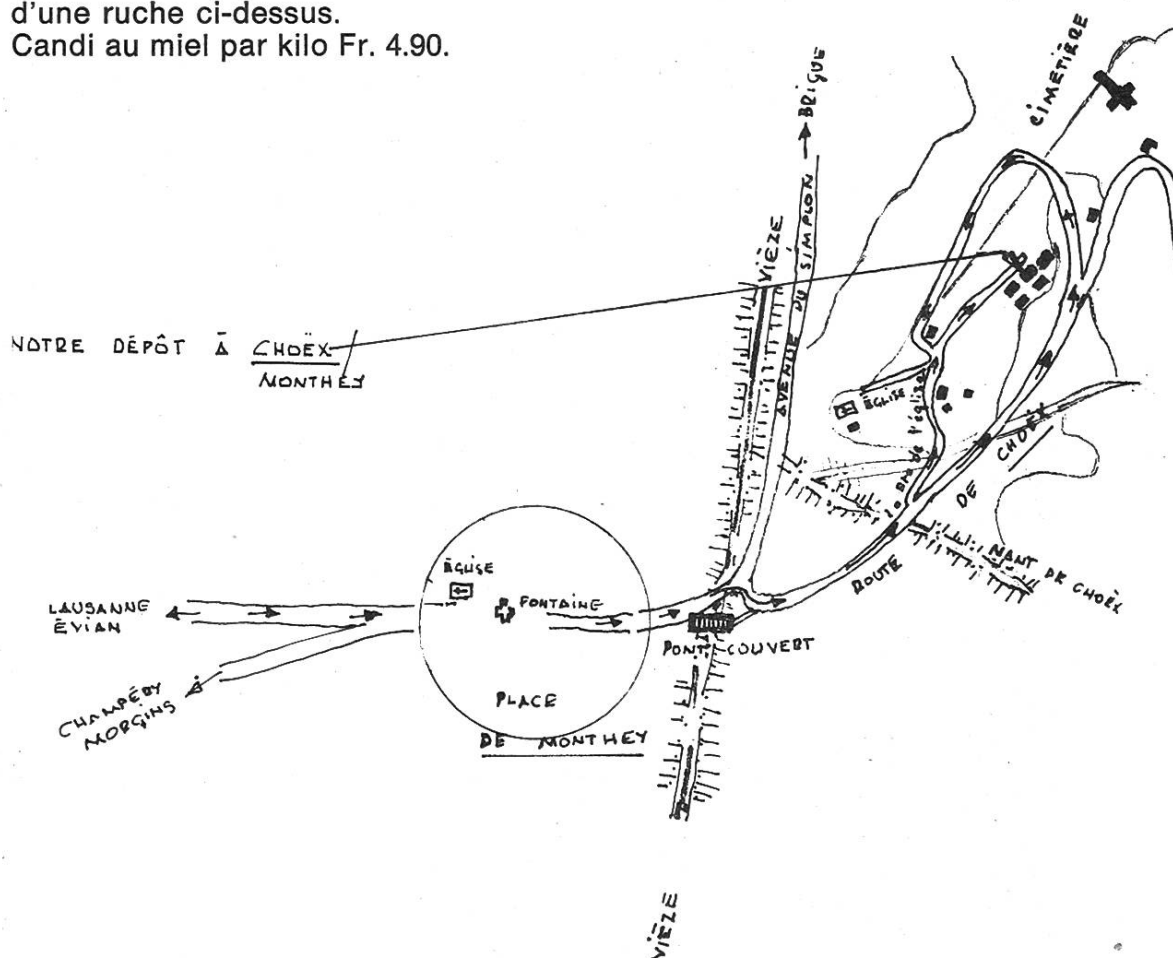 d'une ruche ci-dessus.
Candi au miel par kilo Fr. 4.90.
CIMETIÈRE
BRIGUE
AVENUE DU SIMPLON
VIÈZE
NOTRE DÉPÔT À CHOËX
MONTHEY
ÉGLISE
de l'église
ROUTE DE CHOËX
NANT DE CHOËX
ÉGLISE
FONTAINE
LAUSANNE
ÉVIAN
PONT COUVERT
CHAMPÉRY
MORGINS
PLACE
DE MONTHEY
VIÈZE